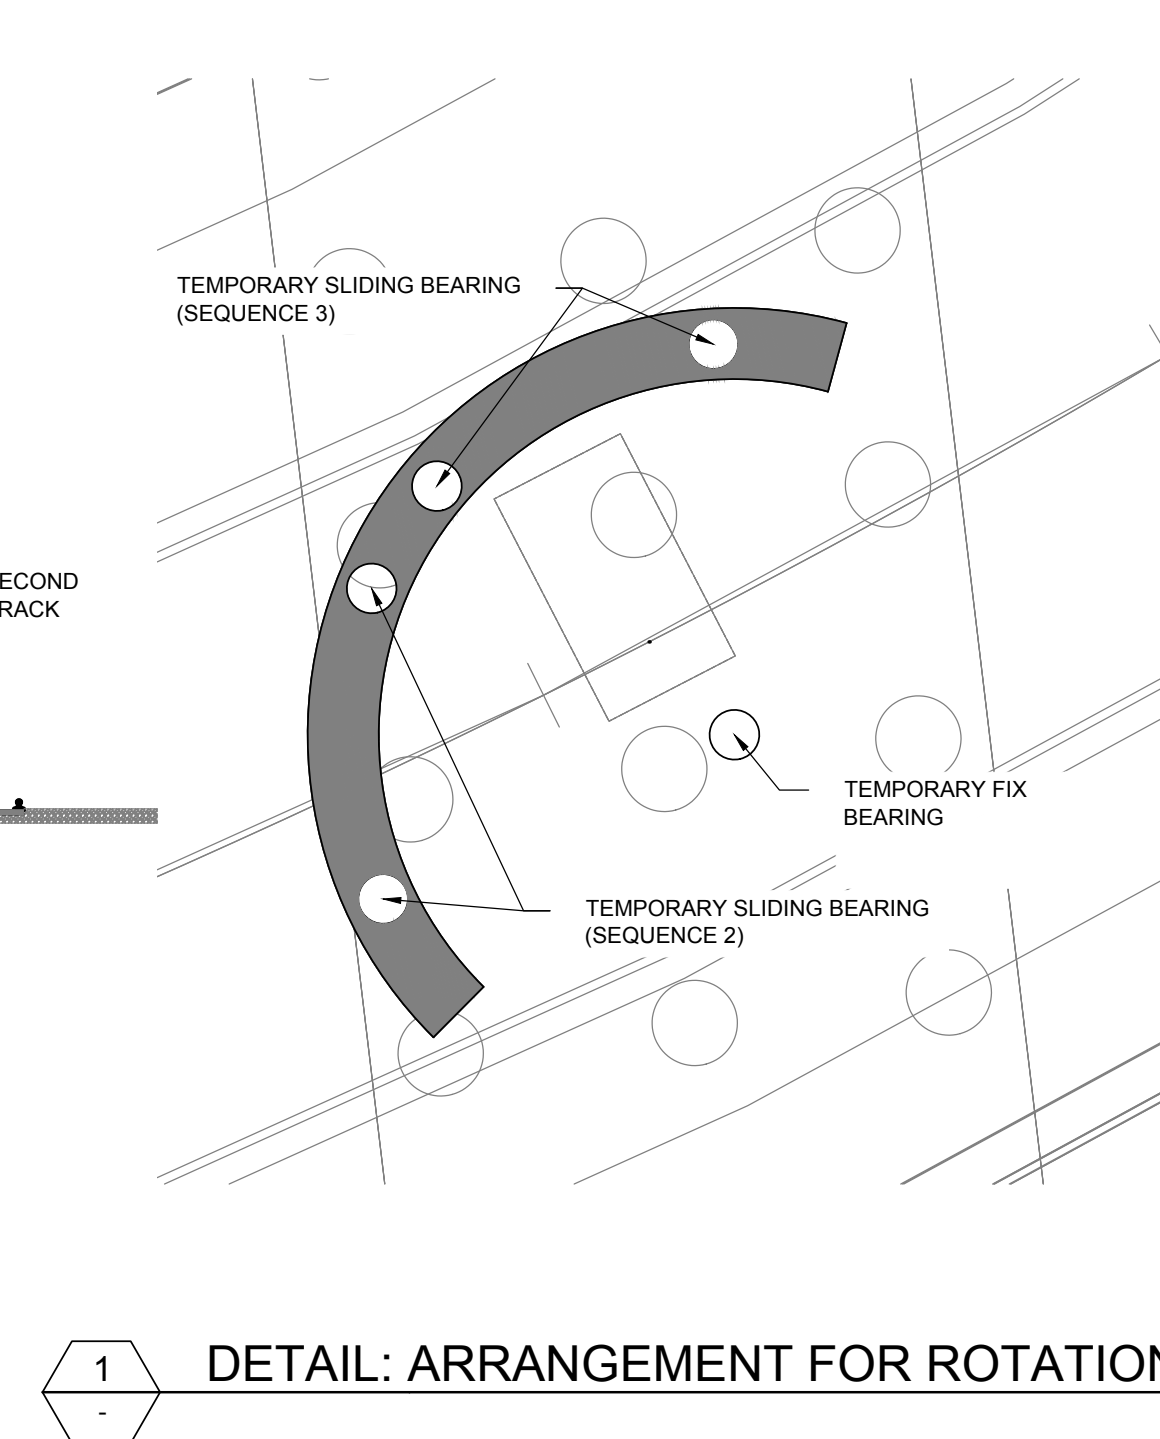 TEMPORARY SLIDING BEARING
(SEQUENCE 3)
ECOND
RACK
TEMPORARY FIX
BEARING
TEMPORARY SLIDING BEARING
(SEQUENCE 2)
1
DETAIL: ARRANGEMENT FOR ROTATION
-